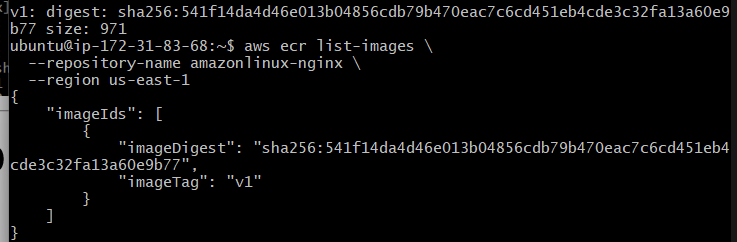 v1: digest: sha256:541f14da4d46e013b04856cdb79b470eac7c6cd451eb4cde3c32fa13a60e9
b77 size: 971
ubuntu@ip-172-31-83-68:~$ aws ecr list-images \
  --repository-name amazonlinux-nginx \
  --region us-east-1
{
    "imageIds": [
        {
            "imageDigest": "sha256:541f14da4d46e013b04856cdb79b470eac7c6cd451eb4
cde3c32fa13a60e9b77",
            "imageTag": "v1"
        }
    ]
}